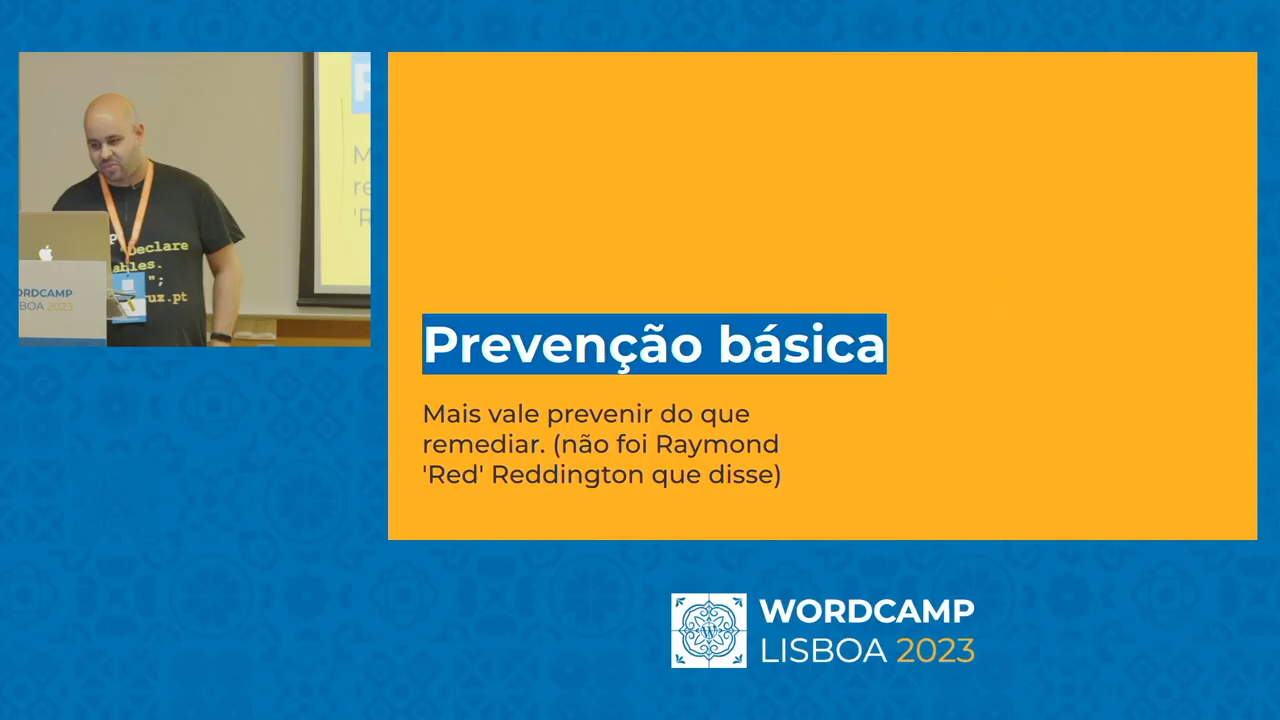 Declare
ables.
";
uz.pt
WORDCAMP
LISBOA 2023
Prevenção básica
Mais vale prevenir do que
remediar. (não foi Raymond
'Red' Reddington que disse)
WORDCAMP
LISBOA 2023